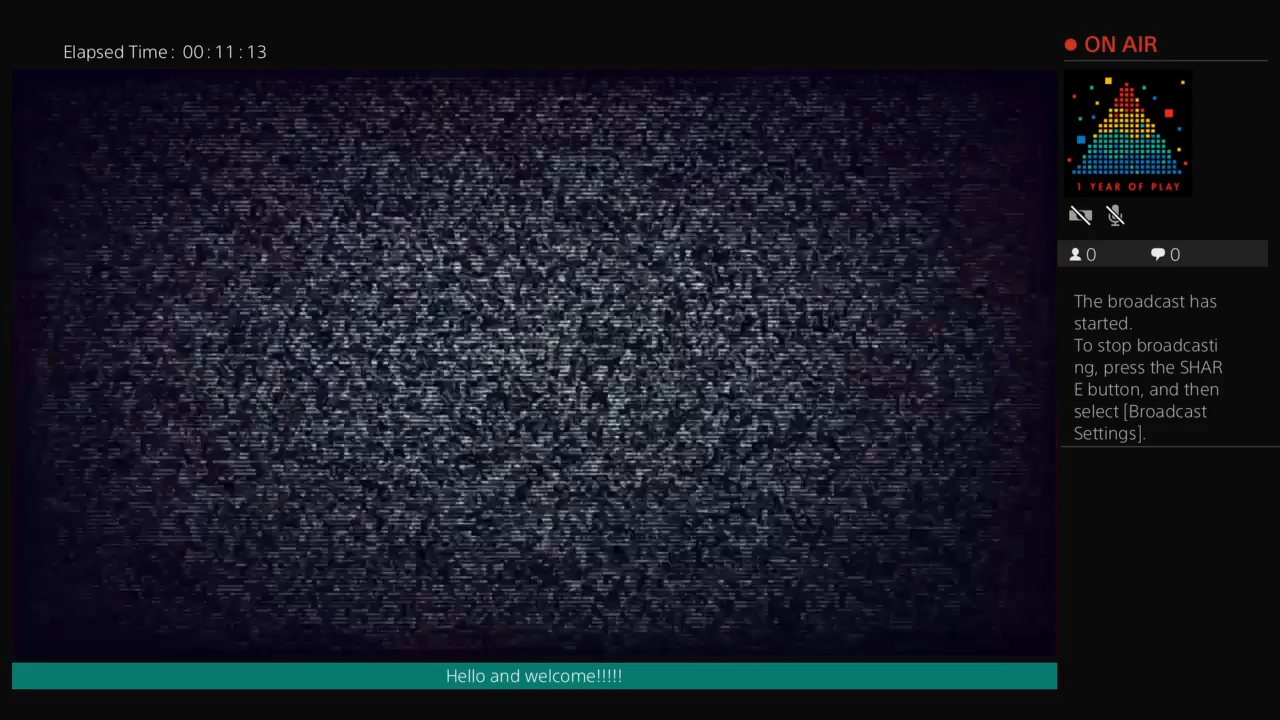 Elapsed Time: 00:11:13
ON AIR
1 YEAR OF PLAY
0
0
The broadcast has
started.
To stop broadcasti
ng, press the SHAR
E button, and then
select [Broadcast
Settings].
Hello and welcome!!!!!